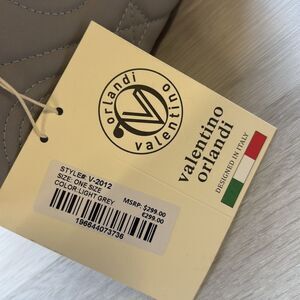 orlandi
valentino
V
valentino
orlandi
DESIGNED IN ITALY
STYLE#: V-2012
SIZE: ONE SIZE
COLOR: LIGHT GREY
MSRP: $299.00
€299.00
196644073736